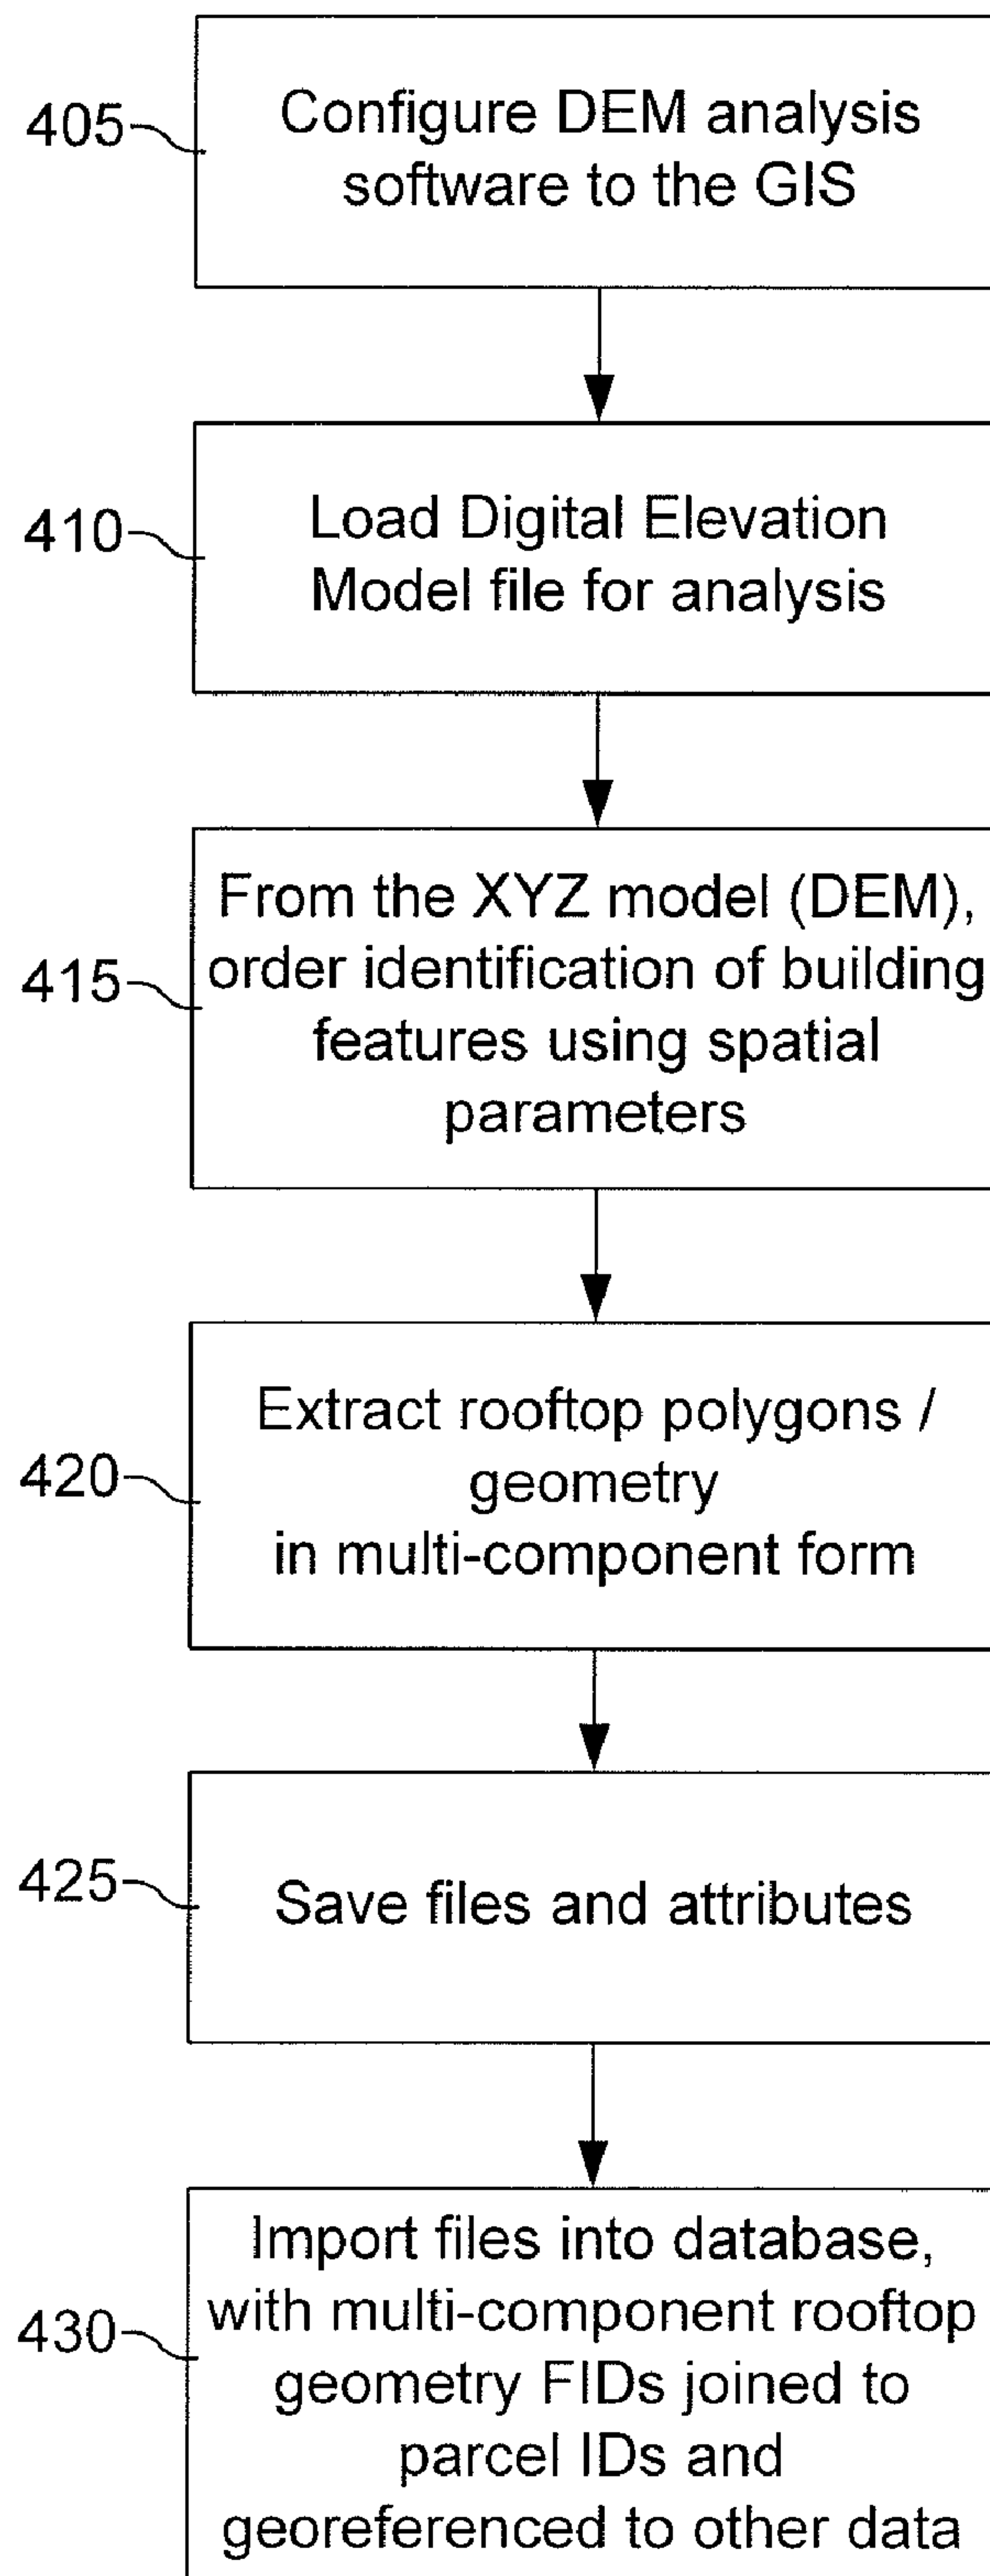 405
Configure DEM analysis
software to the GIS
410
Load Digital Elevation
Model file for analysis
415
From the XYZ model (DEM),
order identification of building
features using spatial
parameters
420
Extract rooftop polygons /
geometry
in multi-component form
425
Save files and attributes
430
Import files into database,
with multi-component rooftop
geometry FIDs joined to
parcel IDs and
georeferenced to other data